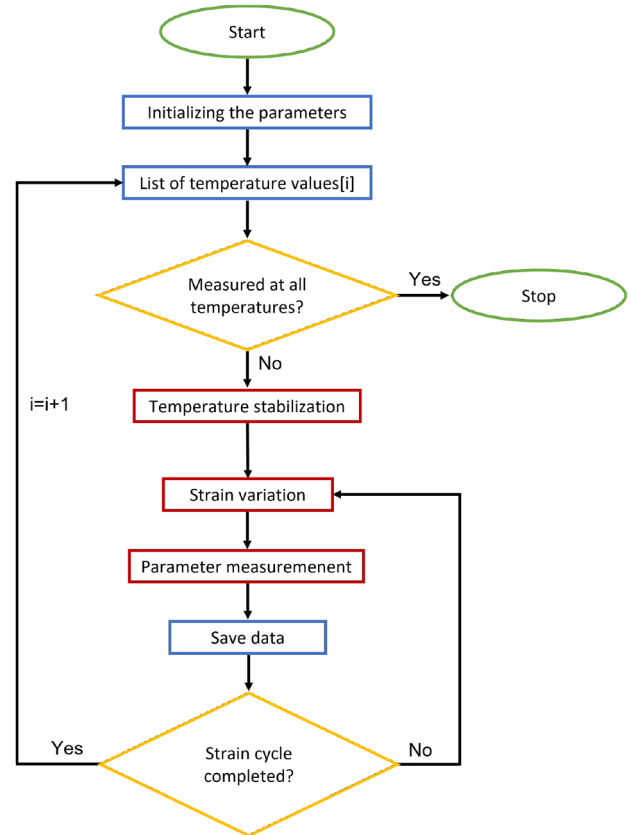 Start
Initializing the parameters
List of temperature values[i]
Measured at all
temperatures?
Yes
Stop
No
i=i+1
Temperature stabilization
Strain variation
Parameter measuremenent
Save data
Yes
Strain cycle
completed?
No